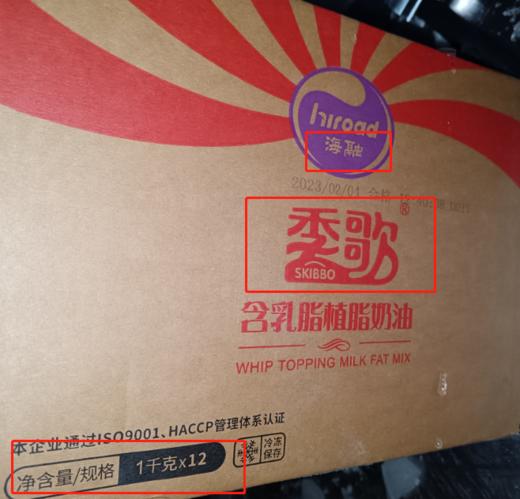 hiroad
海融
2023/02/01 合格
季歌®
SKIBBO
含乳脂植脂奶油
WHIP TOPPING MILK FAT MIX
本企业通过ISO9001、HACCP管理体系认证
净含量/规格 1千克x12
冷冻
保存